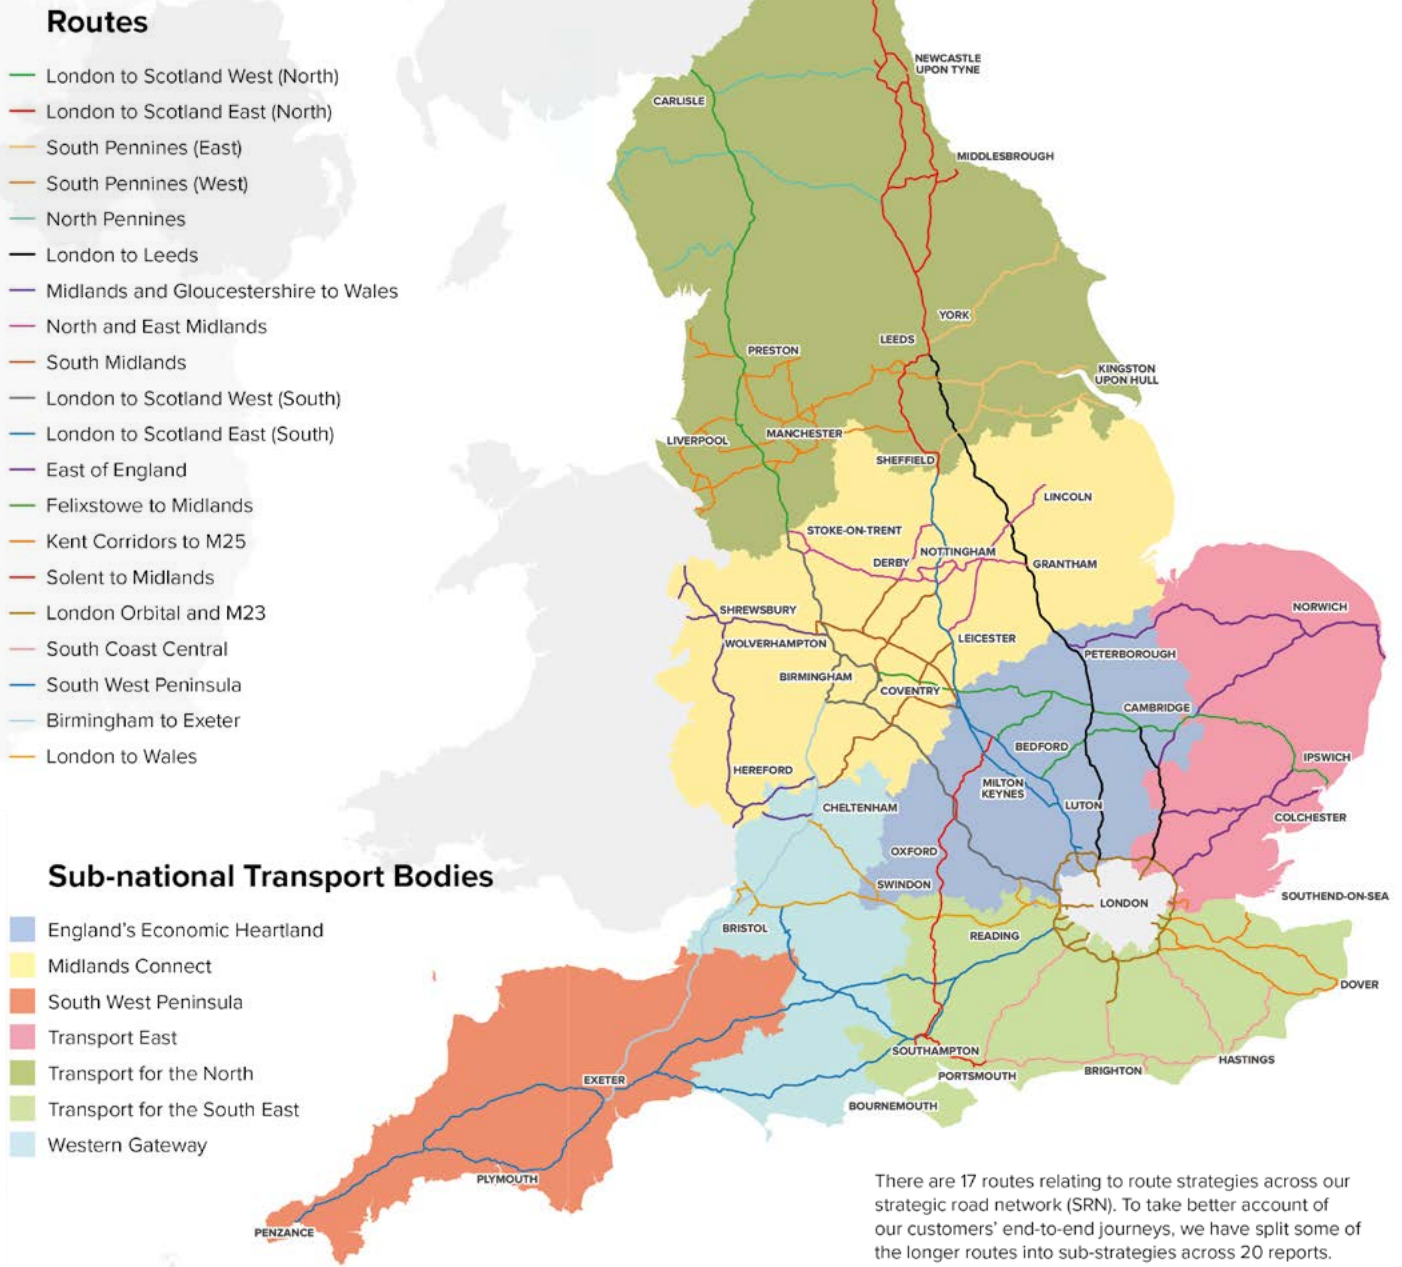 Routes
London to Scotland West (North)
London to Scotland East (North)
South Pennines (East)
South Pennines (West)
North Pennines
London to Leeds
Midlands and Gloucestershire to Wales
North and East Midlands
South Midlands
London to Scotland West (South)
London to Scotland East (South)
East of England
Felixstowe to Midlands
Kent Corridors to M25
Solent to Midlands
London Orbital and M23
South Coast Central
South West Peninsula
Birmingham to Exeter
London to Wales
Sub-national Transport Bodies
England's Economic Heartland
Midlands Connect
South West Peninsula
Transport East
Transport for the North
Transport for the South East
Western Gateway
NEWCASTLE
UPON TYNE
CARLISLE
MIDDLESBROUGH
YORK
LEEDS
PRESTON
KINGSTON
UPON HULL
LIVERPOOL
MANCHESTER
SHEFFIELD
LINCOLN
STOKE-ON-TRENT
NOTTINGHAM
DERBY
GRANTHAM
SHREWSBURY
NORWICH
WOLVERHAMPTON
LEICESTER
PETERBOROUGH
BIRMINGHAM
COVENTRY
CAMBRIDGE
BEDFORD
IPSWICH
HEREFORD
MILTON
KEYNES
CHELTENHAM
LUTON
COLCHESTER
OXFORD
SWINDON
SOUTHEND-ON-SEA
LONDON
BRISTOL
READING
DOVER
SOUTHAMPTON
HASTINGS
PORTSMOUTH
BRIGHTON
EXETER
BOURNEMOUTH
PLYMOUTH
PENZANCE
There are 17 routes relating to route strategies across our
strategic road network (SRN). To take better account of
our customers' end-to-end journeys, we have split some of
the longer routes into sub-strategies across 20 reports.